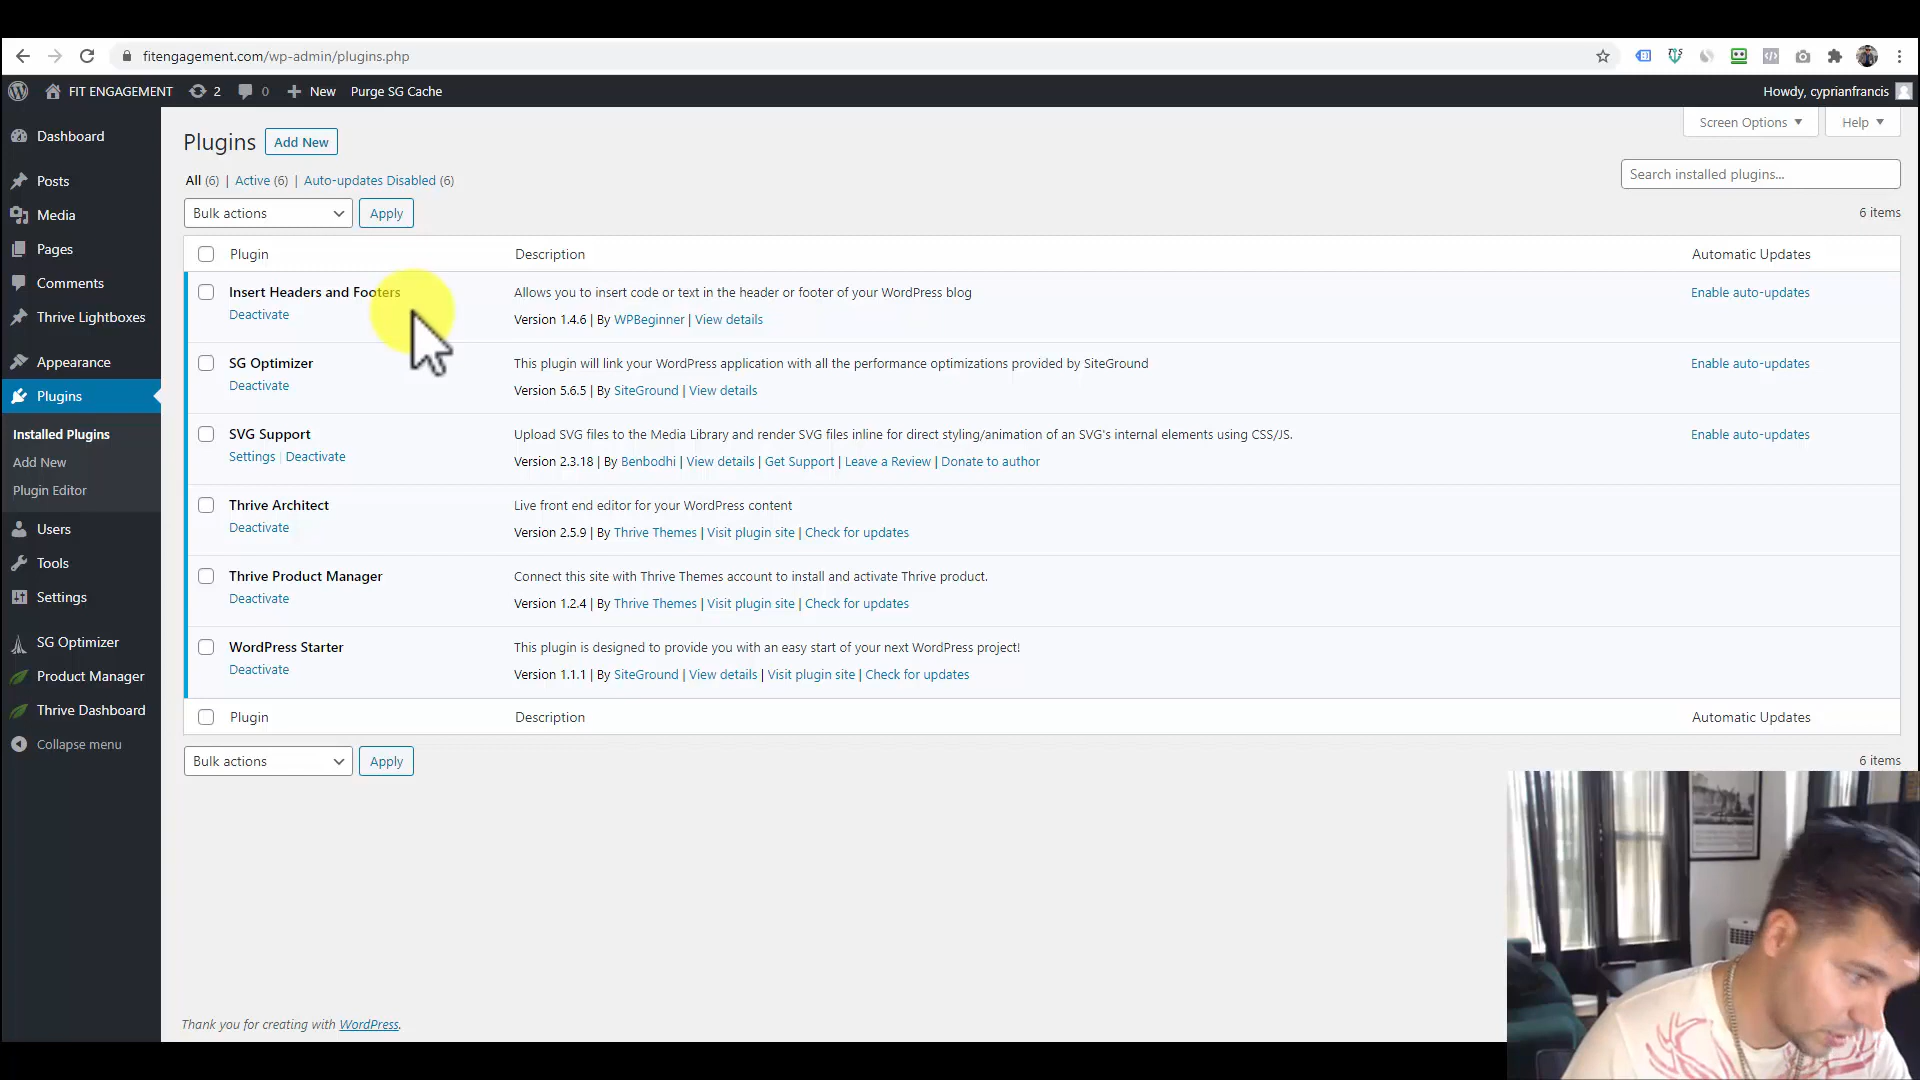 fitengagement.com/wp-admin/plugins.php
FIT ENGAGEMENT 2 0 New Purge SG Cache Howdy, cyprianfrancis
Screen Options Help
Dashboard
Posts
Media
Pages
Comments
Thrive Lightboxes
Appearance
Plugins
Installed Plugins
Add New
Plugin Editor
Users
Tools
Settings
SG Optimizer
Product Manager
Thrive Dashboard
Collapse menu
Plugins Add New
All (6) | Active (6) | Auto-updates Disabled (6)
Search installed plugins...
Bulk actions Apply 6 items
Plugin Description Automatic Updates
Insert Headers and Footers Allows you to insert code or text in the header or footer of your WordPress blog Enable auto-updates
Deactivate Version 1.4.6 | By WPBeginner | View details
SG Optimizer This plugin will link your WordPress application with all the performance optimizations provided by SiteGround Enable auto-updates
Deactivate Version 5.6.5 | By SiteGround | View details
SVG Support Upload SVG files to the Media Library and render SVG files inline for direct styling/animation of an SVG's internal elements using CSS/JS. Enable auto-updates
Settings | Deactivate Version 2.3.18 | By Benbodhi | View details | Get Support | Leave a Review | Donate to author
Thrive Architect Live front end editor for your WordPress content
Deactivate Version 2.5.9 | By Thrive Themes | Visit plugin site | Check for updates
Thrive Product Manager Connect this site with Thrive Themes account to install and activate Thrive product.
Deactivate Version 1.2.4 | By Thrive Themes | Visit plugin site | Check for updates
WordPress Starter This plugin is designed to provide you with an easy start of your next WordPress project!
Deactivate Version 1.1.1 | By SiteGround | View details | Visit plugin site | Check for updates
Plugin Description Automatic Updates
Bulk actions Apply 6 items
Thank you for creating with WordPress.